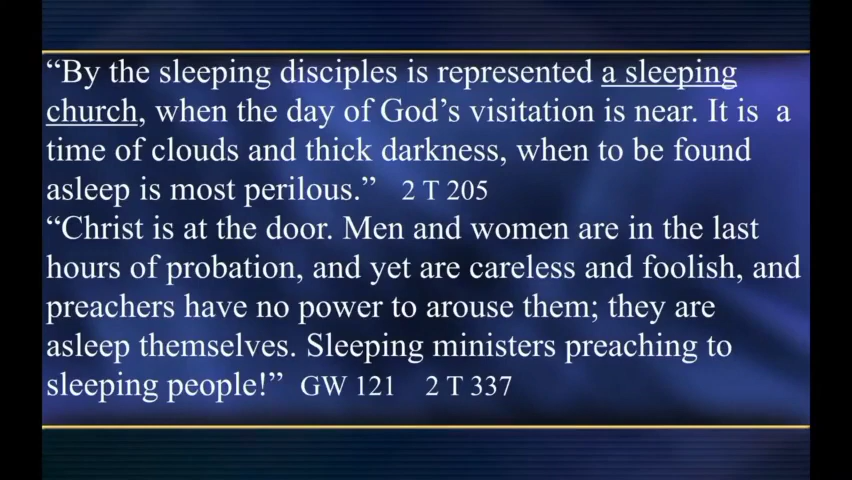 “By the sleeping disciples is represented a sleeping
church, when the day of God’s visitation is near. It is  a
time of clouds and thick darkness, when to be found
asleep is most perilous.”   2 T 205
“Christ is at the door. Men and women are in the last
hours of probation, and yet are careless and foolish, and
preachers have no power to arouse them; they are
asleep themselves. Sleeping ministers preaching to
sleeping people!”  GW 121    2 T 337